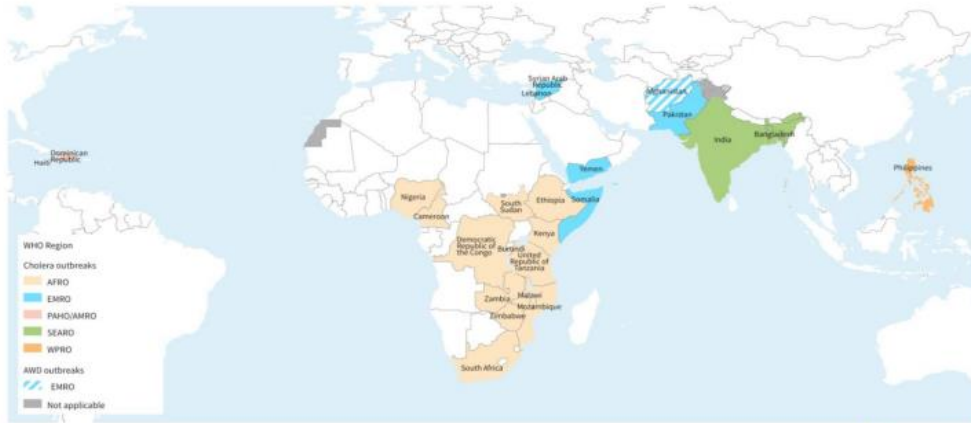 Syrian Arab
Republic
Lebanon
Afghanistan
Pakistan
Dominican
Republic
Haiti
India
Bangladesh
Philippines
Yemen
Nigeria
South
Sudan
Ethiopia
Somalia
Cameroon
Kenya
Democratic
Republic of
the Congo
Burundi
United
Republic of
Tanzania
Zambia
Malawi
Mozambique
Zimbabwe
South Africa
WHO Region
Cholera outbreaks
AFRO
EMRO
PAHO/AMRO
SEARO
WPRO
AWD outbreaks
EMRO
Not applicable